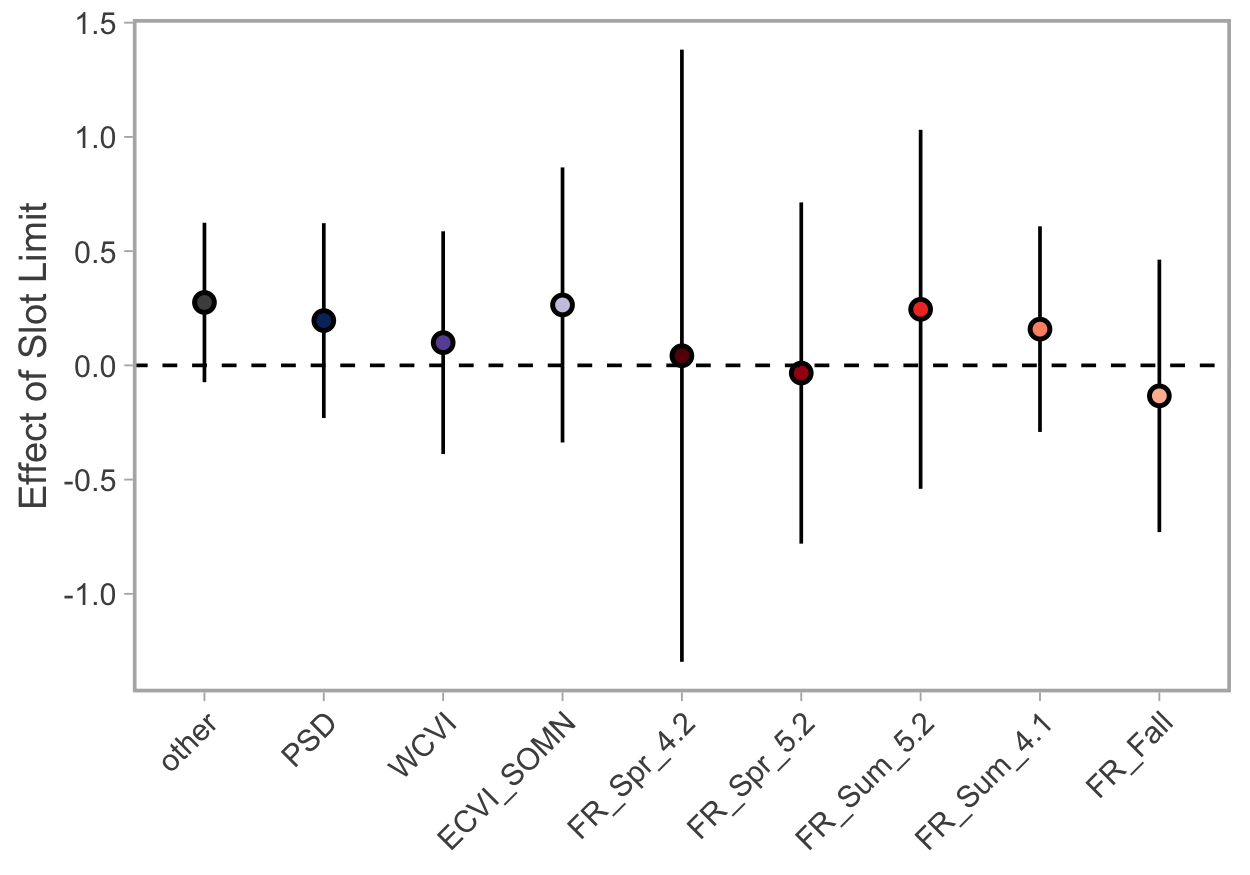 Effect of Slot Limit
1.5
1.0
0.5
0.0
-0.5
-1.0
other
PSD
WCVI
ECVI_SOMN
FR_Spr_4.2
FR_Spr_5.2
FR_Sum_5.2
FR_Sum_4.1
FR_Fall